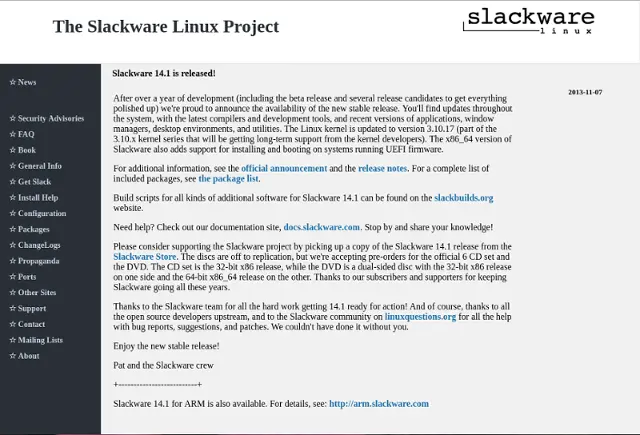 The Slackware Linux Project
slackware
linux
☆ News
☆ Security Advisories
☆ FAQ
☆ Book
☆ General Info
☆ Get Slack
☆ Install Help
☆ Configuration
☆ Packages
☆ ChangeLogs
☆ Propaganda
☆ Ports
☆ Other Sites
☆ Support
☆ Contact
☆ Mailing Lists
☆ About
Slackware 14.1 is released!
2013-11-07
After over a year of development (including the beta release and several release candidates to get everything
polished up) we're proud to announce the availability of the new stable release. You'll find updates throughout
the system, with the latest compilers and development tools, and recent versions of applications, window
managers, desktop environments, and utilities. The Linux kernel is updated to version 3.10.17 (part of the
3.10.x kernel series that will be getting long-term support from the kernel developers). The x86_64 version of
Slackware also adds support for installing and booting on systems running UEFI firmware.
For additional information, see the official announcement and the release notes. For a complete list of
included packages, see the package list.
Build scripts for all kinds of additional software for Slackware 14.1 can be found on the slackbuilds.org
website.
Need help? Check out our documentation site, docs.slackware.com. Stop by and share your knowledge!
Please consider supporting the Slackware project by picking up a copy of the Slackware 14.1 release from the
Slackware Store. The discs are off to replication, but we're accepting pre-orders for the official 6 CD set and
the DVD. The CD set is the 32-bit x86 release, while the DVD is a dual-sided disc with the 32-bit x86 release
on one side and the 64-bit x86_64 release on the other. Thanks to our subscribers and supporters for keeping
Slackware going all these years.
Thanks to the Slackware team for all the hard work getting 14.1 ready for action! And of course, thanks to all
the open source developers upstream, and to the Slackware community on linuxquestions.org for all the help
with bug reports, suggestions, and patches. We couldn't have done it without you.
Enjoy the new stable release!
Pat and the Slackware crew
+--------------------------+
Slackware 14.1 for ARM is also available. For details, see: http://arm.slackware.com